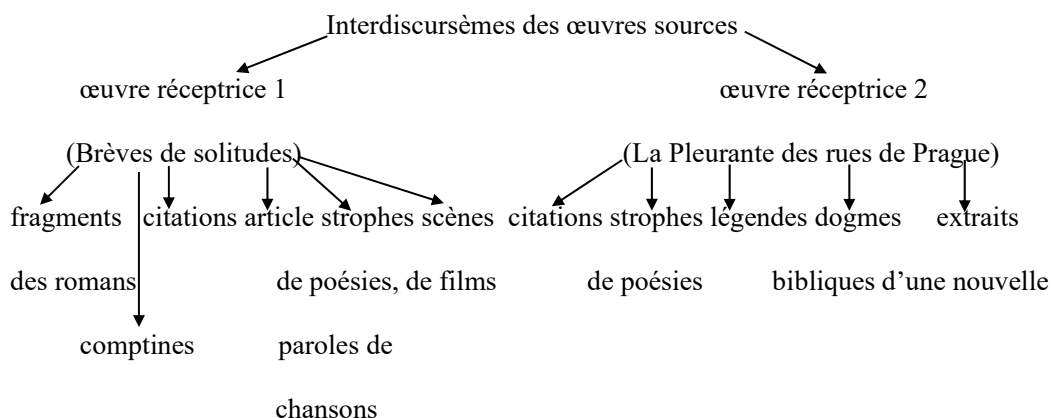 Interdiscursèmes des œuvres sources
œuvre réceptrice 1 œuvre réceptrice 2
(Brèves de solitudes) (La Pleurante des rues de Prague)
fragments citations article strophes scènes citations strophes légendes dogmes extraits
des romans de poésies, de films de poésies bibliques d’une nouvelle
comptines paroles de
chansons